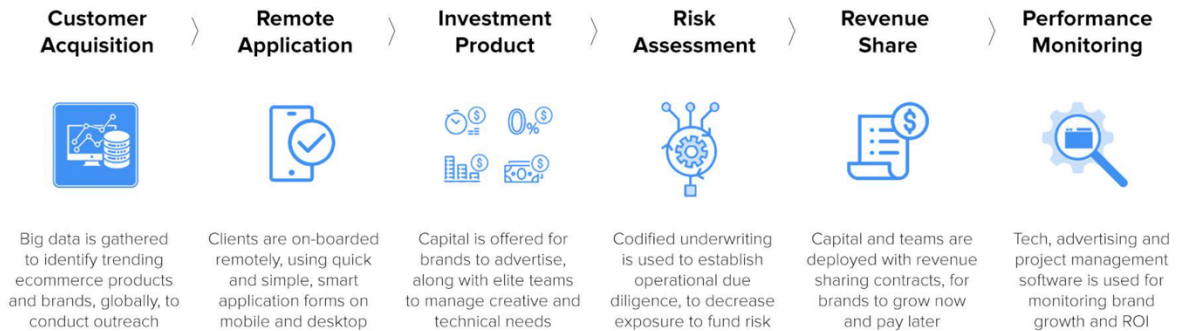 Customer
Acquisition
Remote
Application
Investment
Product
Risk
Assessment
Revenue
Share
Performance
Monitoring
$
0%
$
$
$
$
Big data is gathered
to identify trending
ecommerce products
and brands, globally, to
conduct outreach
Clients are on-boarded
remotely, using quick
and simple, smart
application forms on
mobile and desktop
Capital is offered for
brands to advertise,
along with elite teams
to manage creative and
technical needs
Codified underwriting
is used to establish
operational due
diligence, to decrease
exposure to fund risk
Capital and teams are
deployed with revenue
sharing contracts, for
brands to grow now
and pay later
Tech, advertising and
project management
software is used for
monitoring brand
growth and ROI